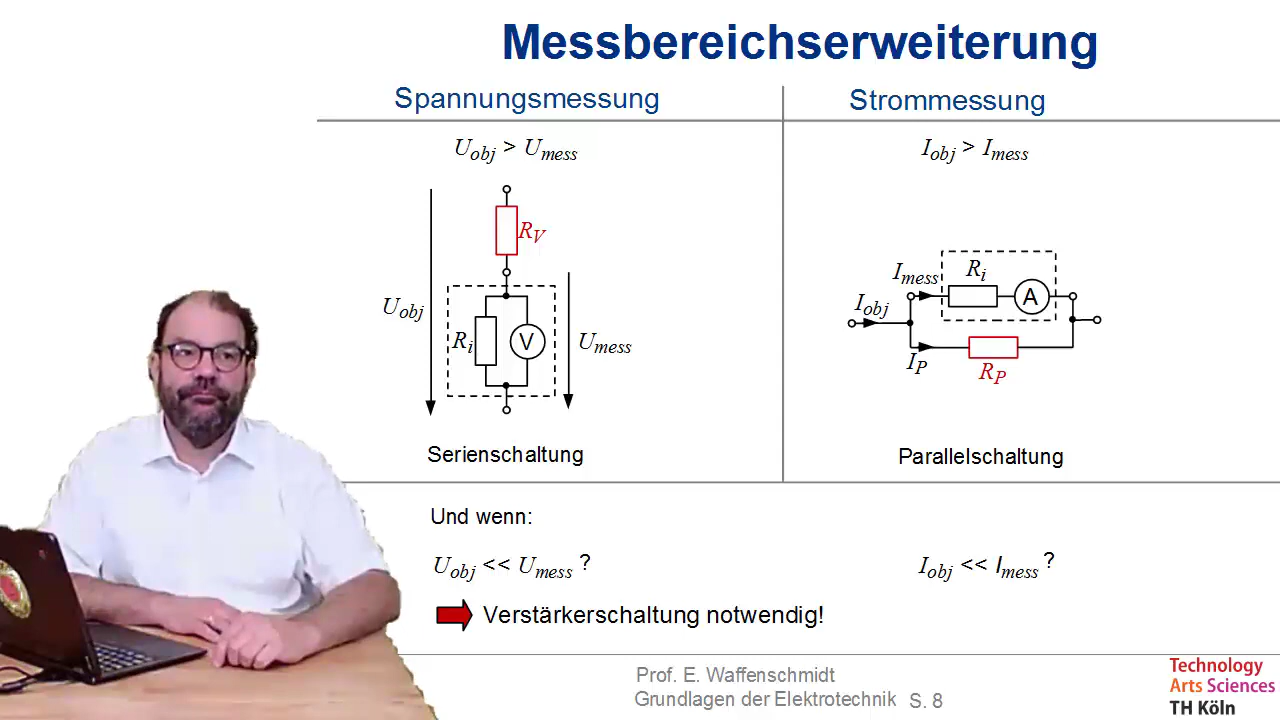 Messbereichserweiterung
Spannungsmessung
U_obj > U_mess
R_V
U_obj
R_i
V
U_mess
Serienschaltung
Strommessung
I_obj > I_mess
I_mess
R_i
A
I_obj
I_P
R_P
Parallelschaltung
Und wenn:
U_obj << U_mess ?
I_obj << I_mess ?
Verstärkerschaltung notwendig!
Prof. E. Waffenschmidt
Grundlagen der Elektrotechnik S. 8
Technology
Arts Sciences
TH Köln